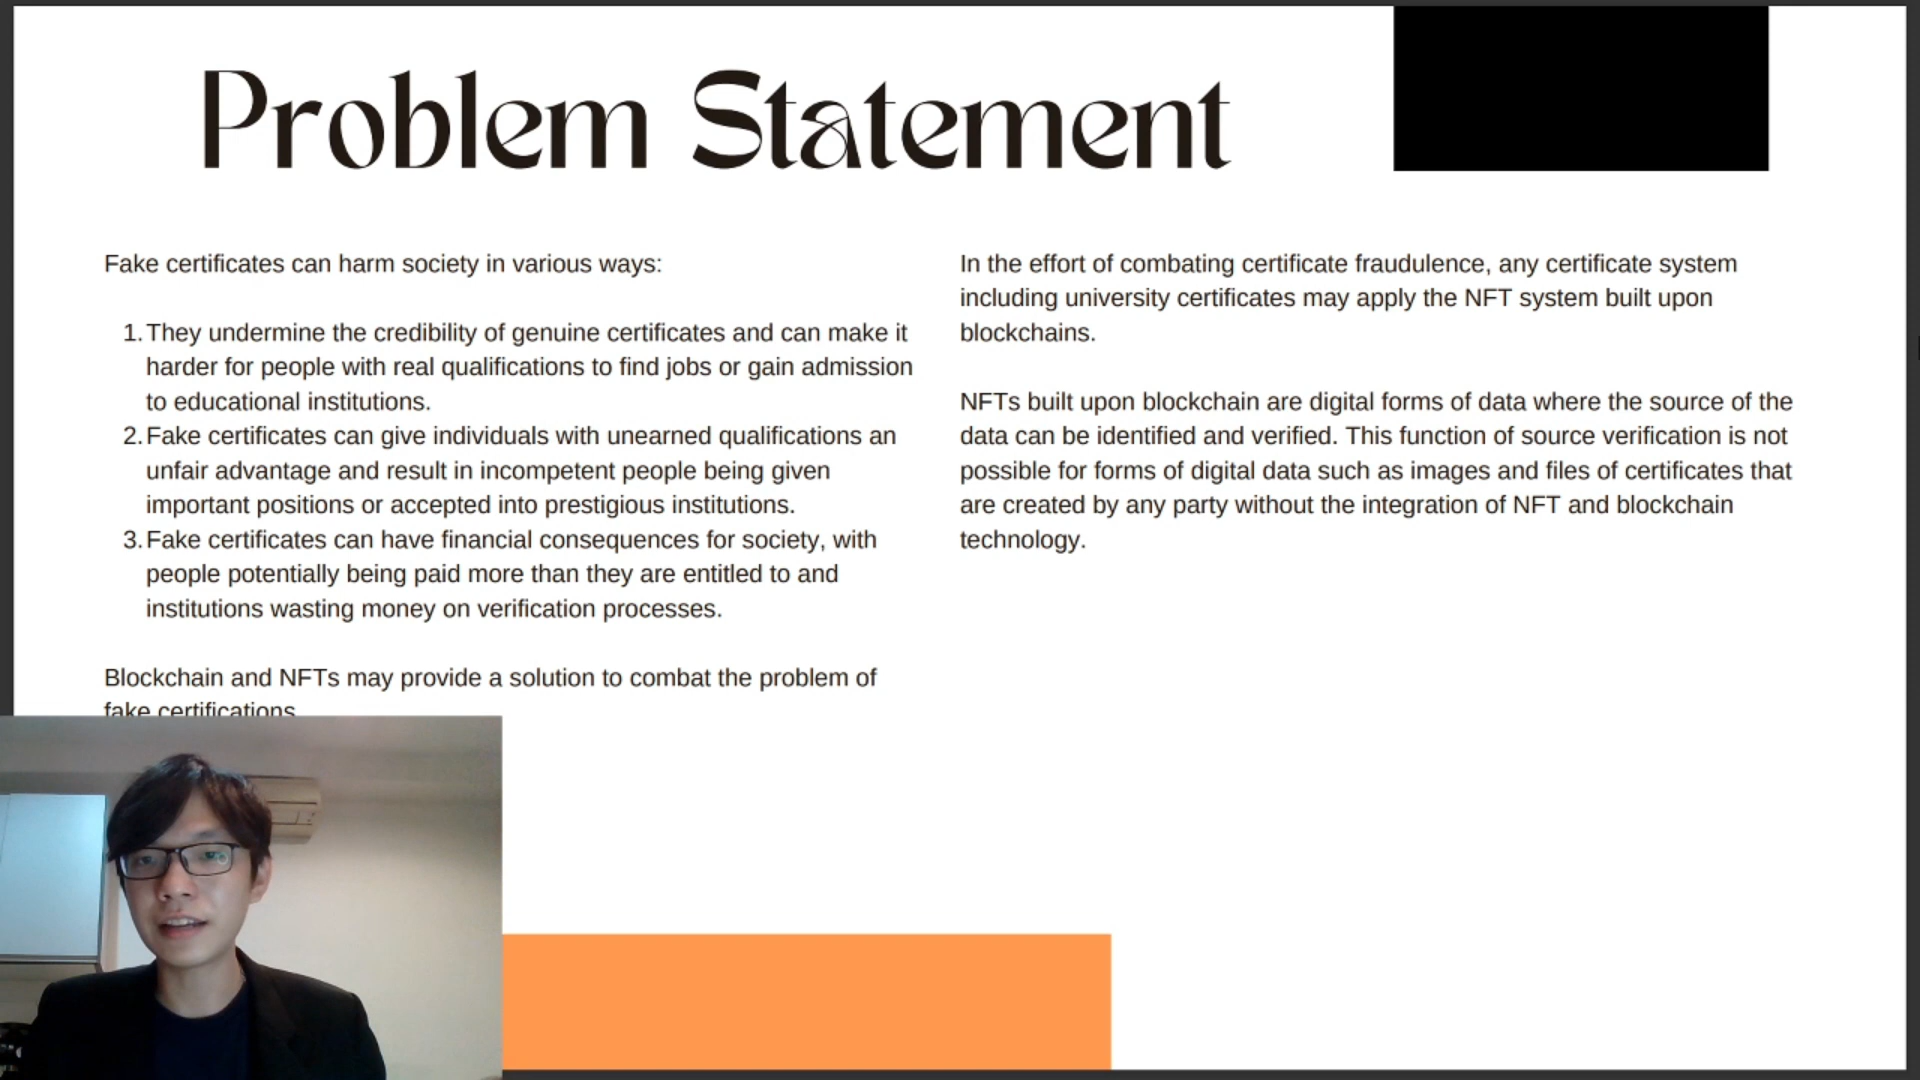 Problem Statement
Fake certificates can harm society in various ways:
1. They undermine the credibility of genuine certificates and can make it
harder for people with real qualifications to find jobs or gain admission
to educational institutions.
2. Fake certificates can give individuals with unearned qualifications an
unfair advantage and result in incompetent people being given
important positions or accepted into prestigious institutions.
3. Fake certificates can have financial consequences for society, with
people potentially being paid more than they are entitled to and
institutions wasting money on verification processes.
Blockchain and NFTs may provide a solution to combat the problem of
fake certifications
In the effort of combating certificate fraudulence, any certificate system
including university certificates may apply the NFT system built upon
blockchains.
NFTs built upon blockchain are digital forms of data where the source of the
data can be identified and verified. This function of source verification is not
possible for forms of digital data such as images and files of certificates that
are created by any party without the integration of NFT and blockchain
technology.